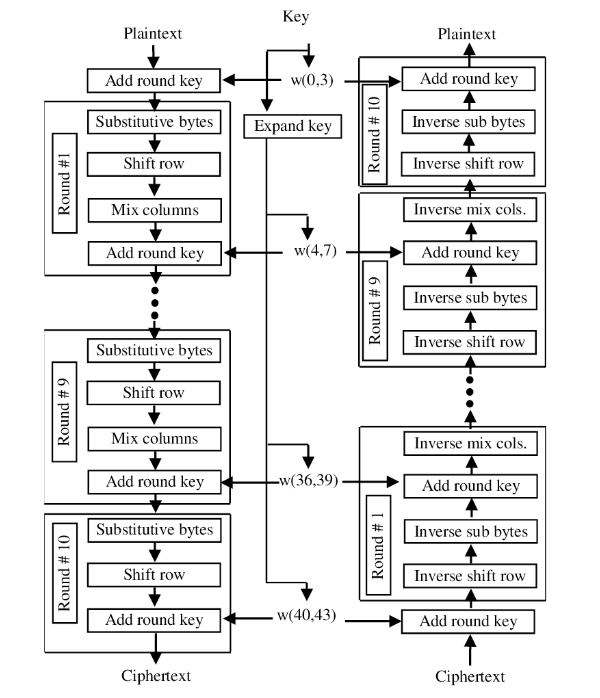 Key
Plaintext
Add round key
Round #1
Substitutive bytes
Shift row
Mix columns
Add round key
Round # 9
Substitutive bytes
Shift row
Mix columns
Add round key
Round # 10
Substitutive bytes
Shift row
Add round key
Ciphertext
w(0,3)
Expand key
w(4,7)
w(36,39)
w(40,43)
Plaintext
Round # 10
Add round key
Inverse sub bytes
Inverse shift row
Round # 9
Inverse mix cols.
Add round key
Inverse sub bytes
Inverse shift row
Round # 1
Inverse mix cols.
Add round key
Inverse sub bytes
Inverse shift row
Add round key
Ciphertext